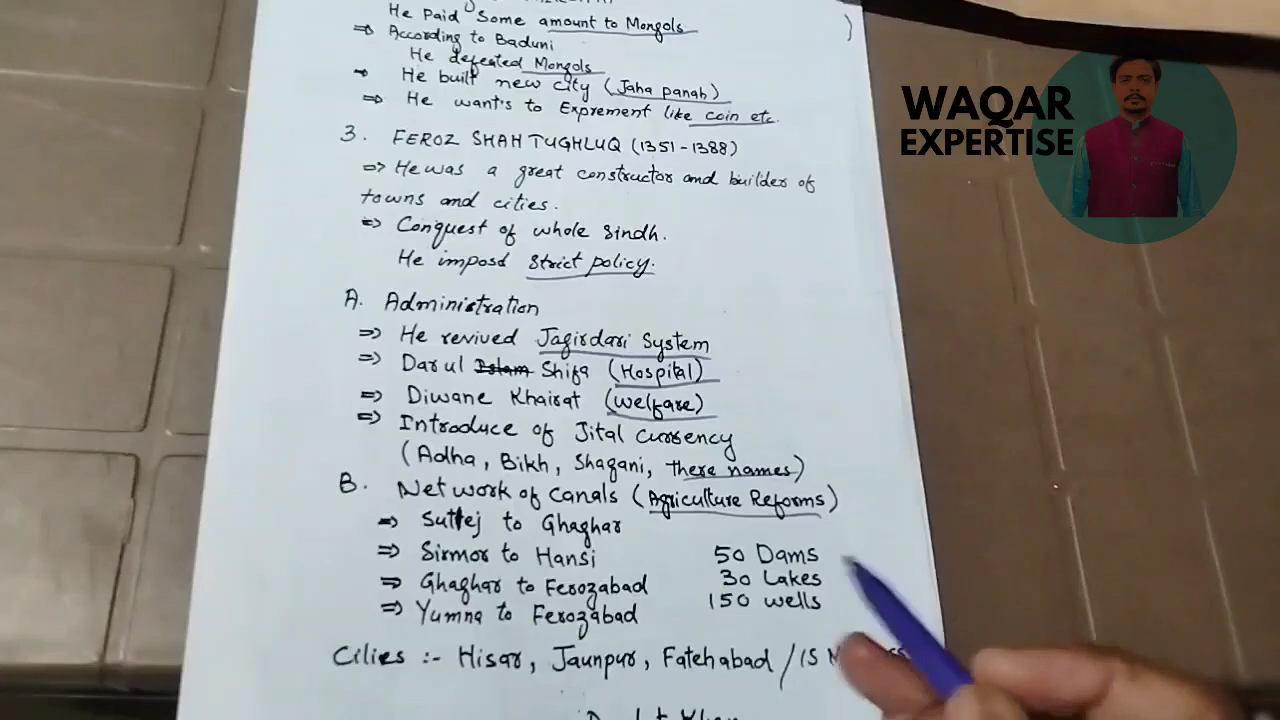 He Paid Some amount to Mongols
⇒ According to Baduni
He defeated Mongols
⇒ He built new city (Jaha panah)
⇒ He want's to Exprement like coin etc.
3. FEROZ SHAH TUGHLUQ (1351-1388)
⇒ He was a great constructor and builder of
towns and cities.
⇒ Conquest of whole Sindh.
He imposd Strict policy.
A. Administration
⇒ He revived Jagirdari System
⇒ Darul Islam Shifa (Hospital)
⇒ Diwane Khairat (welfare)
⇒ Introduce of Jital currency
(Adha, Bikh, Shagani, there names)
B. Network of canals (Agriculture Reforms)
⇒ Sutlej to Ghaghar
⇒ Sirmor to Hansi 50 Dams
⇒ Ghaghar to Ferozabad 30 Lakes
⇒ Yumna to Ferozabad 150 wells
Cities :- Hisar, Jaunpur, Fatehabad /15
WAQAR
EXPERTISE